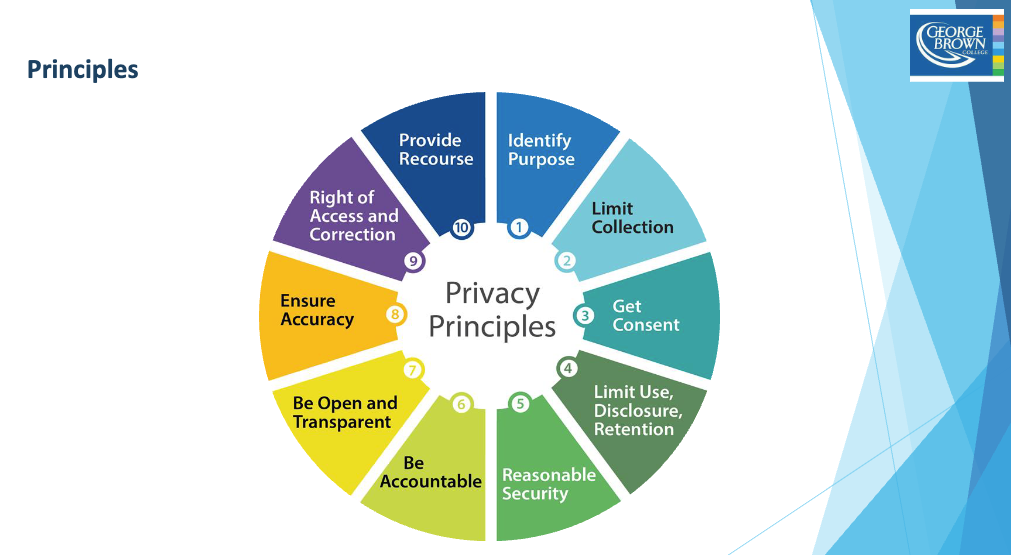 Principles
GEORGE
BROWN
COLLEGE
Identify
Purpose
1
Limit
Collection
2
Get
Consent
3
Limit Use,
Disclosure,
Retention
4
Reasonable
Security
5
Be
Accountable
6
Be Open and
Transparent
7
Ensure
Accuracy
8
Right of
Access and
Correction
9
Provide
Recourse
10
Privacy
Principles